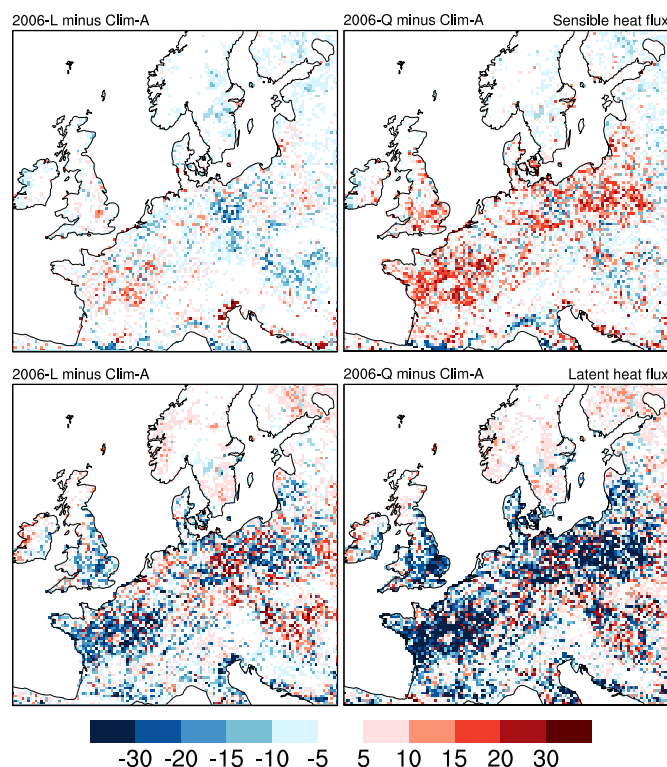 2006-L minus Clim-A
2006-Q minus Clim-A Sensible heat flux
2006-L minus Clim-A
2006-Q minus Clim-A Latent heat flux
-30 -20 -15 -10 -5 5 10 15 20 30